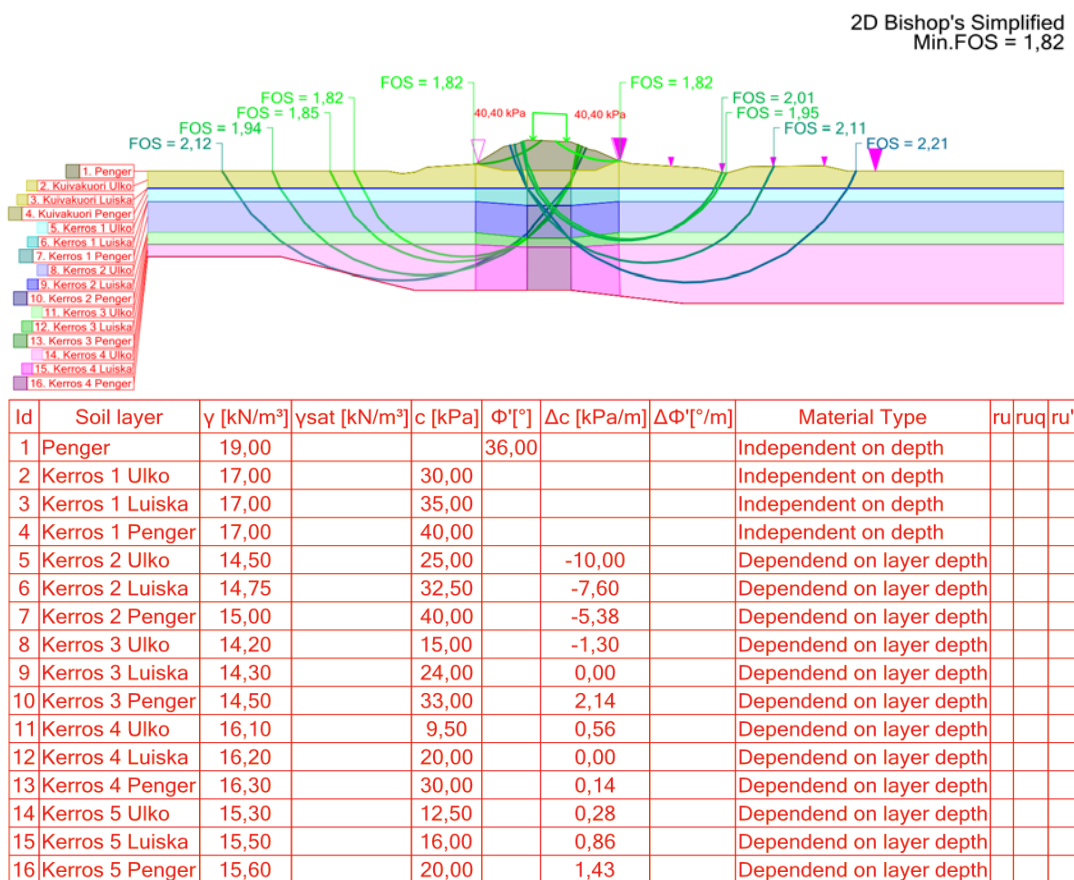 2D Bishop's Simplified
Min.FOS = 1,82
FOS = 1,82
FOS = 1,82
FOS = 1,82
FOS = 2,01
FOS = 1,85
40,40 kPa
40,40 kPa
FOS = 1,95
FOS = 1,94
FOS = 2,11
FOS = 2,12
FOS = 2,21
1. Penger
2. Kuivakuori Ulko
3. Kuivakuori Luiska
4. Kuivakuori Penger
5. Kerros 1 Ulko
6. Kerros 1 Luiska
7. Kerros 1 Penger
8. Kerros 2 Ulko
9. Kerros 2 Luiska
10. Kerros 2 Penger
11. Kerros 3 Ulko
12. Kerros 3 Luiska
13. Kerros 3 Penger
14. Kerros 4 Ulko
15. Kerros 4 Luiska
16. Kerros 4 Penger
Id Soil layer γ [kN/m³] γsat [kN/m³] c [kPa] Φ'[°] Δc [kPa/m] ΔΦ'[°/m] Material Type ru ruq ru'
1 Penger 19,00 36,00 Independent on depth
2 Kerros 1 Ulko 17,00 30,00 Independent on depth
3 Kerros 1 Luiska 17,00 35,00 Independent on depth
4 Kerros 1 Penger 17,00 40,00 Independent on depth
5 Kerros 2 Ulko 14,50 25,00 -10,00 Dependend on layer depth
6 Kerros 2 Luiska 14,75 32,50 -7,60 Dependend on layer depth
7 Kerros 2 Penger 15,00 40,00 -5,38 Dependend on layer depth
8 Kerros 3 Ulko 14,20 15,00 -1,30 Dependend on layer depth
9 Kerros 3 Luiska 14,30 24,00 0,00 Dependend on layer depth
10 Kerros 3 Penger 14,50 33,00 2,14 Dependend on layer depth
11 Kerros 4 Ulko 16,10 9,50 0,56 Dependend on layer depth
12 Kerros 4 Luiska 16,20 20,00 0,00 Dependend on layer depth
13 Kerros 4 Penger 16,30 30,00 0,14 Dependend on layer depth
14 Kerros 5 Ulko 15,30 12,50 0,28 Dependend on layer depth
15 Kerros 5 Luiska 15,50 16,00 0,86 Dependend on layer depth
16 Kerros 5 Penger 15,60 20,00 1,43 Dependend on layer depth